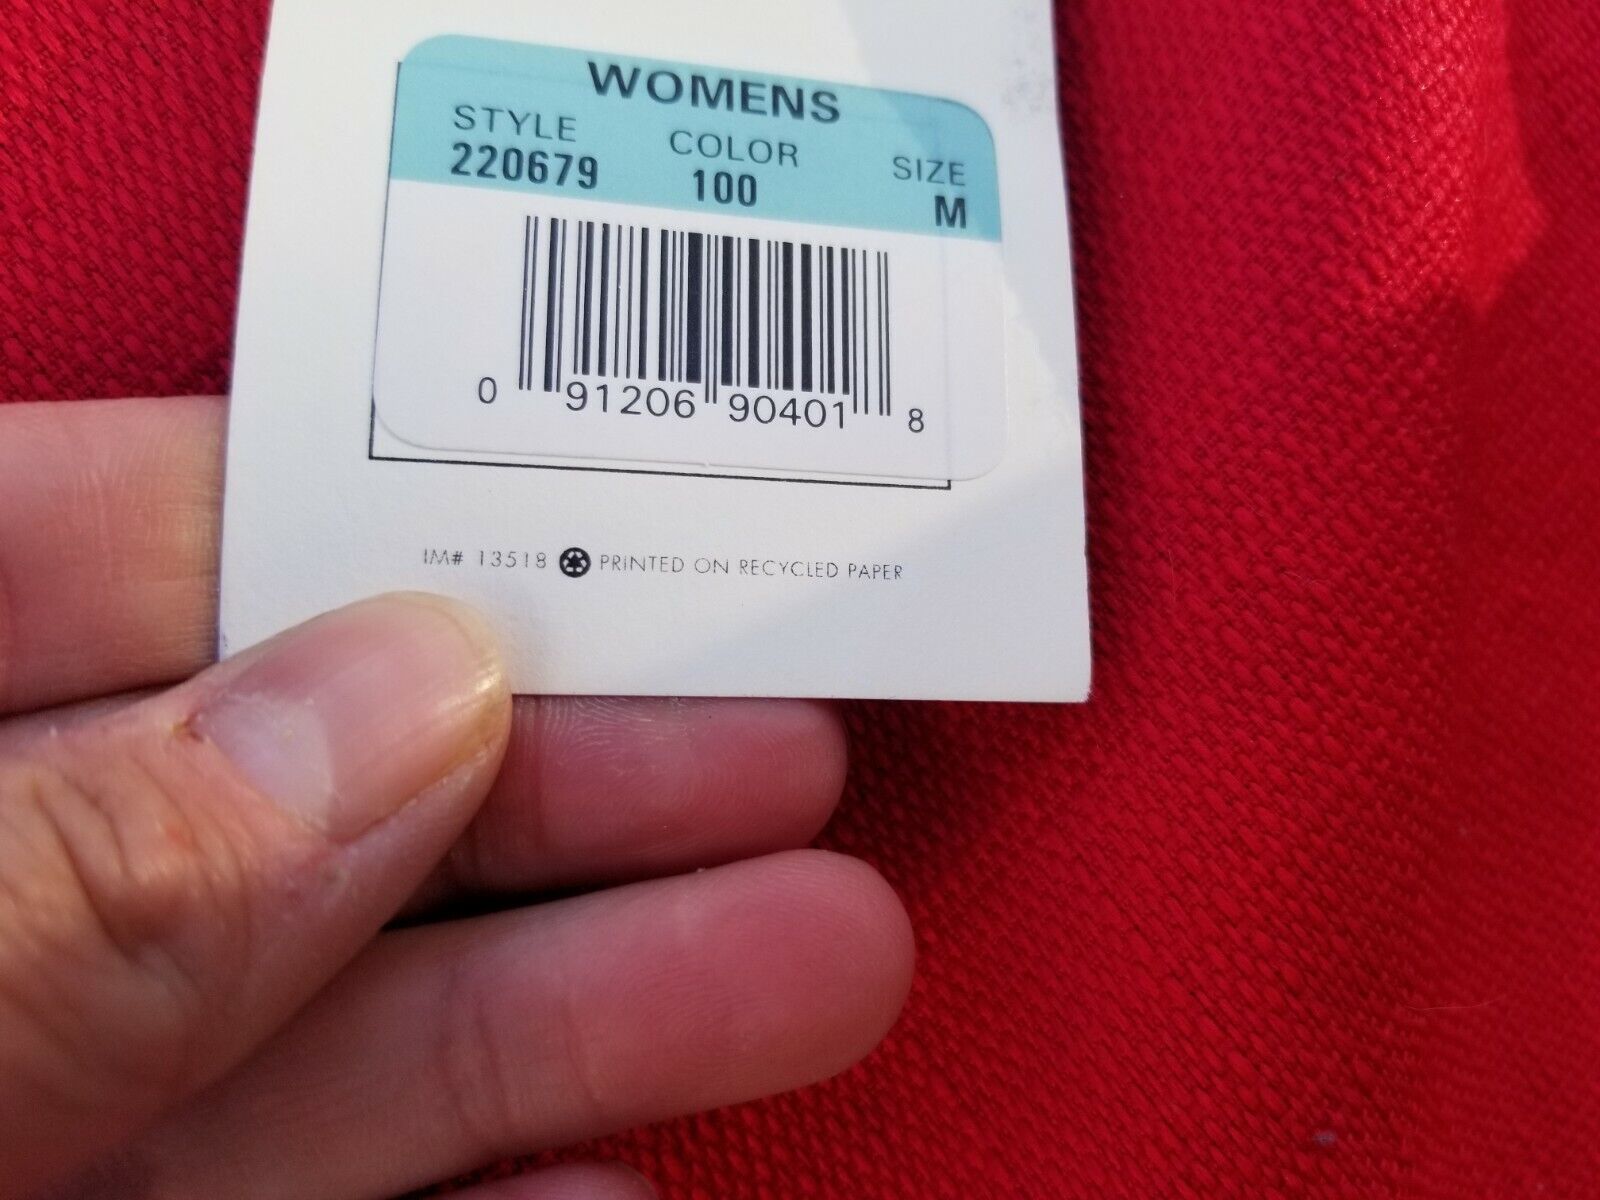 WOMENS
STYLE COLOR SIZE
220679 100 M
0 91206 90401 8
IM# 13518 PRINTED ON RECYCLED PAPER